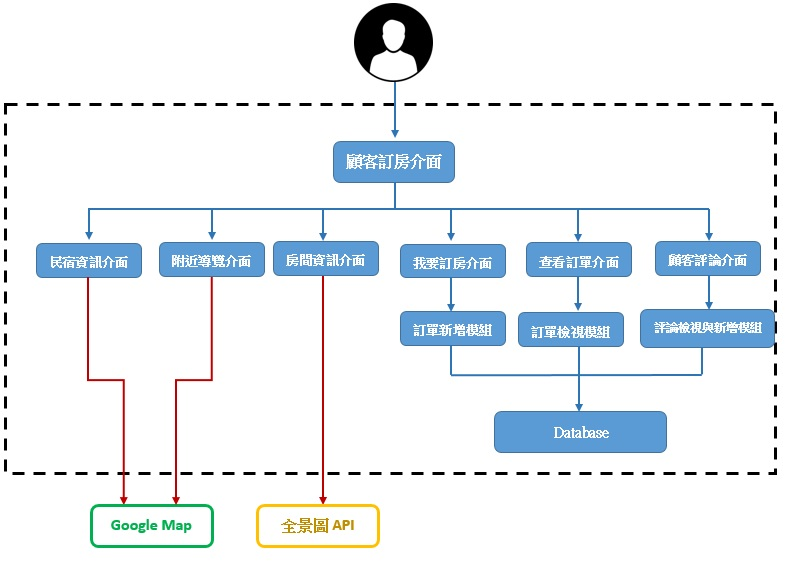 顧客訂房介面
民宿資訊介面
附近導覽介面
房間資訊介面
我要訂房介面
查看訂單介面
顧客評論介面
訂單新增模組
訂單檢視模組
評論檢視與新增模組
Database
Google Map
全景圖 API